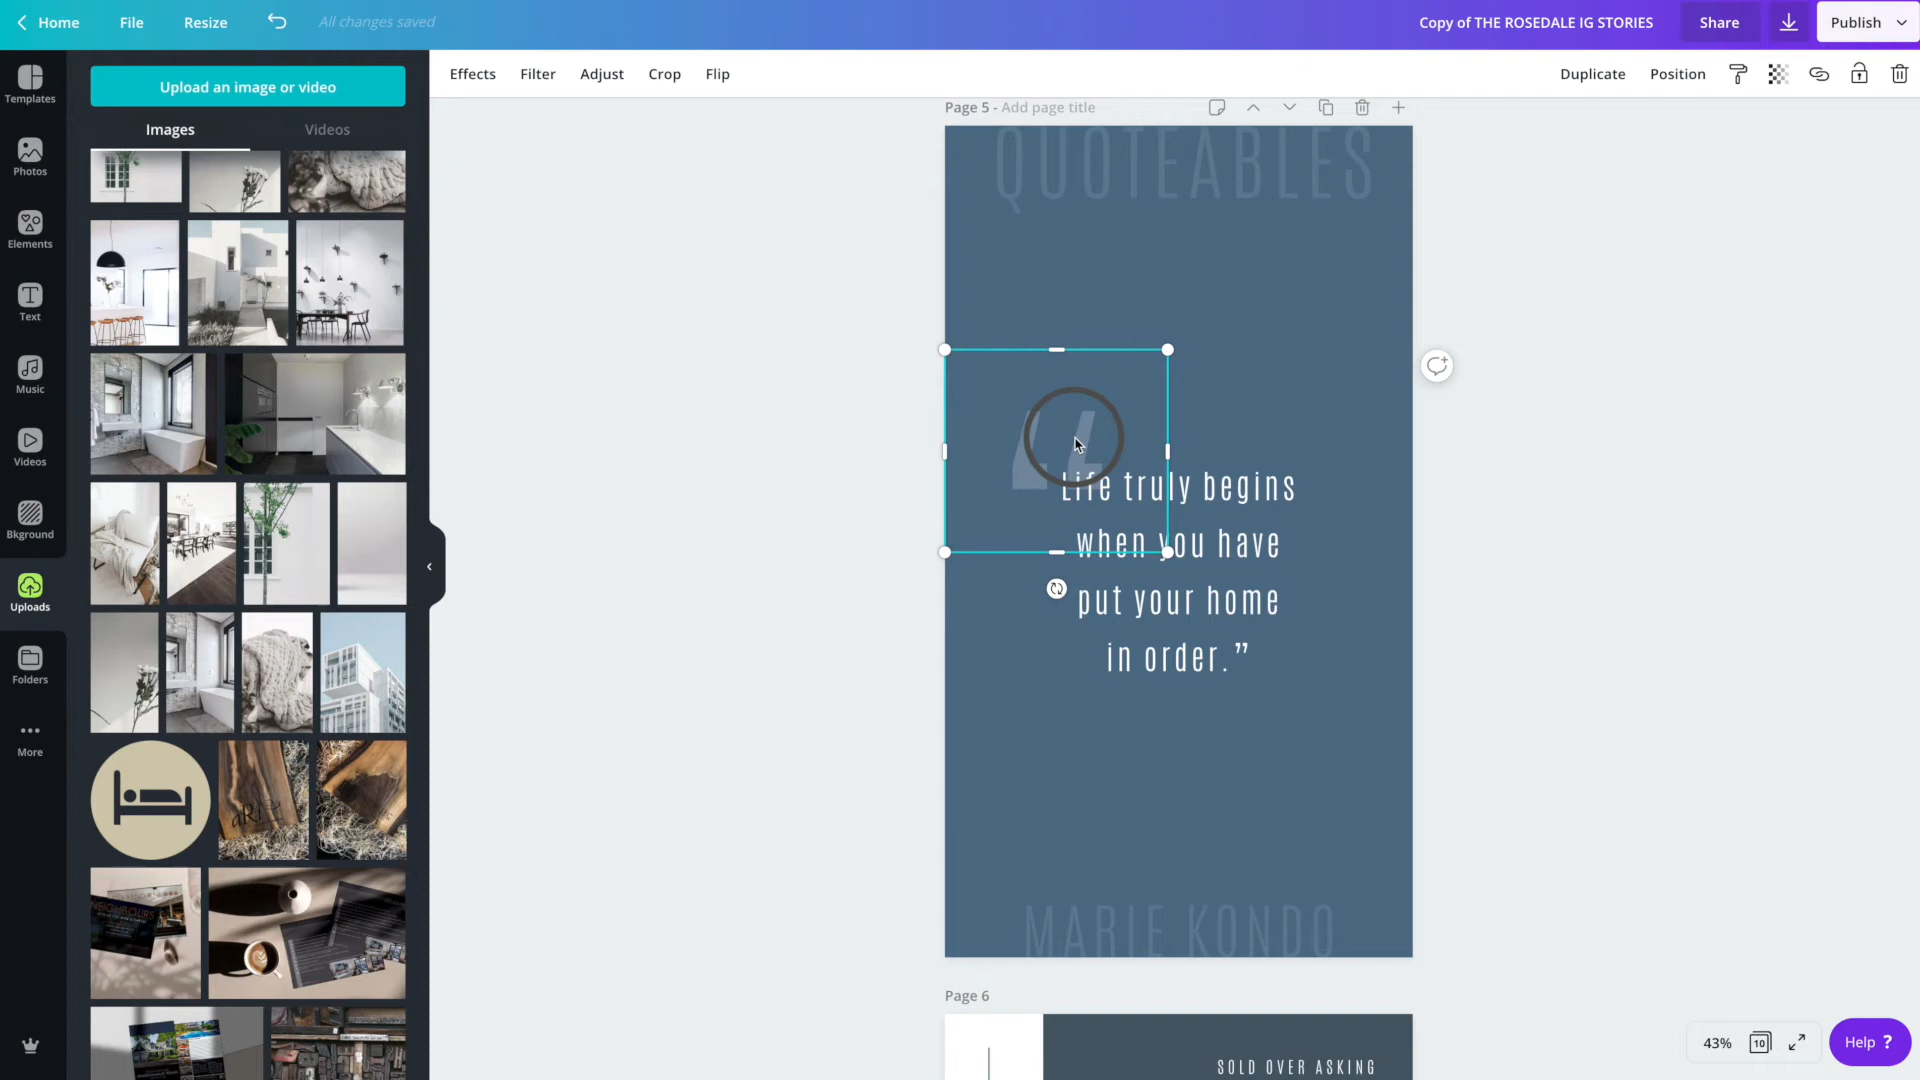 Home
File
Resize
All changes saved
Copy of THE ROSEDALE IG STORIES
Share
Publish
Templates
Photos
Elements
Text
Music
Videos
Bkground
Uploads
Folders
More
Upload an image or video
Images
Videos
Effects
Filter
Adjust
Crop
Flip
Duplicate
Position
Page 5 - Add page title
QUOTEABLES
“
Life truly begins
when you have
put your home
in order.”
MARIE KONDO
Page 6
SOLD OVER ASKING
NEIGHBOURS
43%
10
Help ?